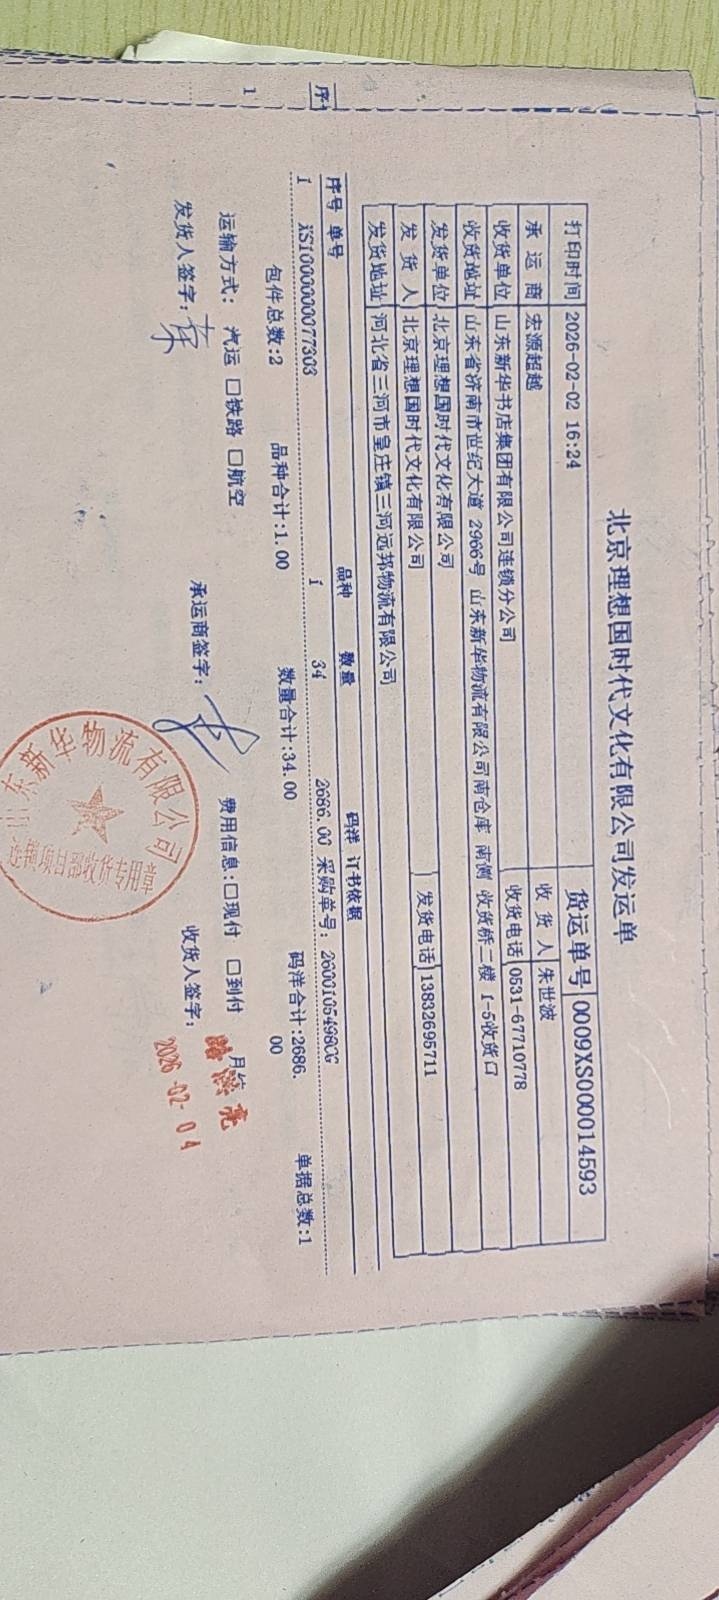 北京理想国时代文化有限公司发运单
货运单号 0009XS000014593
打印时间 2026-02-02 16:24
承运商 宏源超越 收货人 朱世波
收货单位 山东新华书店集团有限公司连锁分公司 收货电话 0531-67710778
收货地址 山东省济南市世纪大道 2966号 山东新华物流有限公司南仓库 南侧 收货桥二楼 1-5收货口
发货单位 北京理想国时代文化有限公司
发货人 北京理想国时代文化有限公司 发货电话 13832695711
发货地址 河北省三河市皇庄镇三河远邦物流有限公司
序号 单号 品种 数量 码洋 订书依据
1 XS1000000077303 1 34 2686.00 采购单号: 2600105498CG
包件总数:2 品种合计:1.00 数量合计:34.00 码洋合计:2686.00 单据总数:1
运输方式: 汽运 □铁路 □航空 费用信息:□现付 □到付 月结
发货人签字: 承运商签字: 收货人签字:
2026-02-04
山东新华物流有限公司
连锁项目部收货专用章
序
1